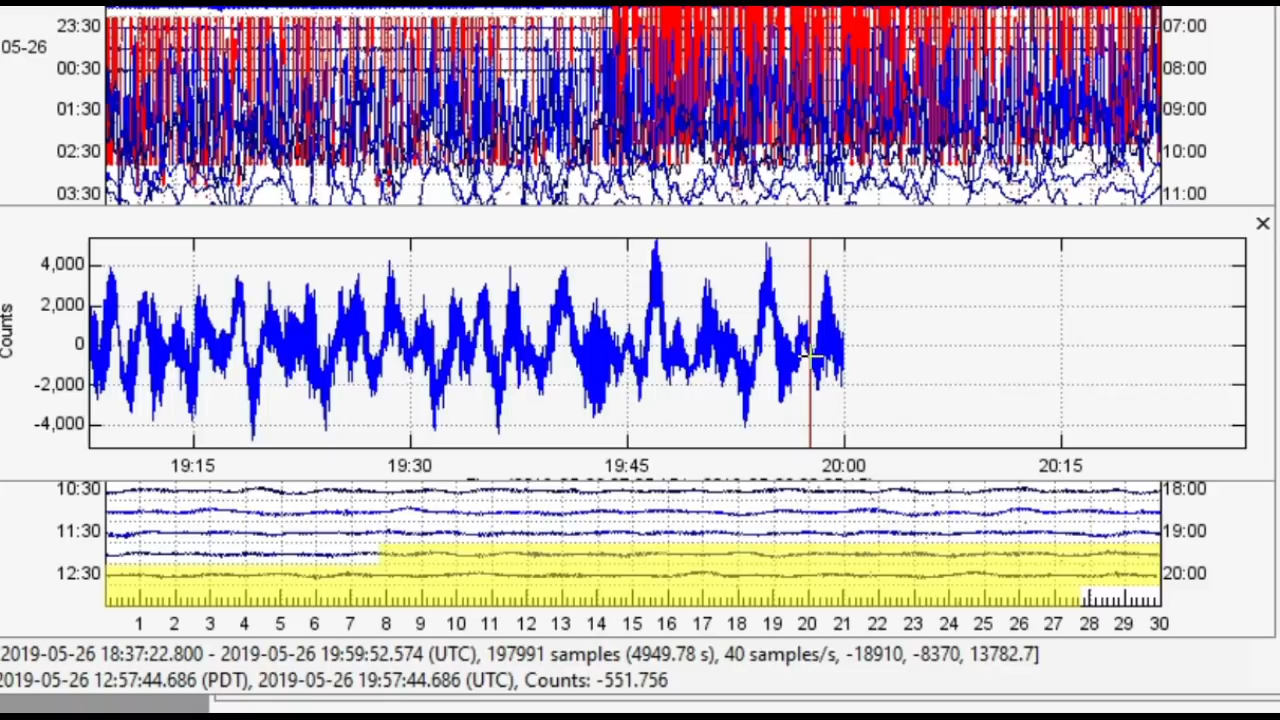 23:30 07:00
05-26
00:30 08:00
01:30 09:00
02:30 10:00
03:30 11:00
4,000
2,000
Counts
0
-2,000
-4,000
19:15 19:30 19:45 20:00 20:15
10:30 18:00
11:30 19:00
12:30 20:00
1 2 3 4 5 6 7 8 9 10 11 12 13 14 15 16 17 18 19 20 21 22 23 24 25 26 27 28 29 30
2019-05-26 18:37:22.800 - 2019-05-26 19:59:52.574 (UTC), 197991 samples (4949.78 s), 40 samples/s, -18910, -8370, 13782.7]
2019-05-26 12:57:44.686 (PDT), 2019-05-26 19:57:44.686 (UTC), Counts: -551.756